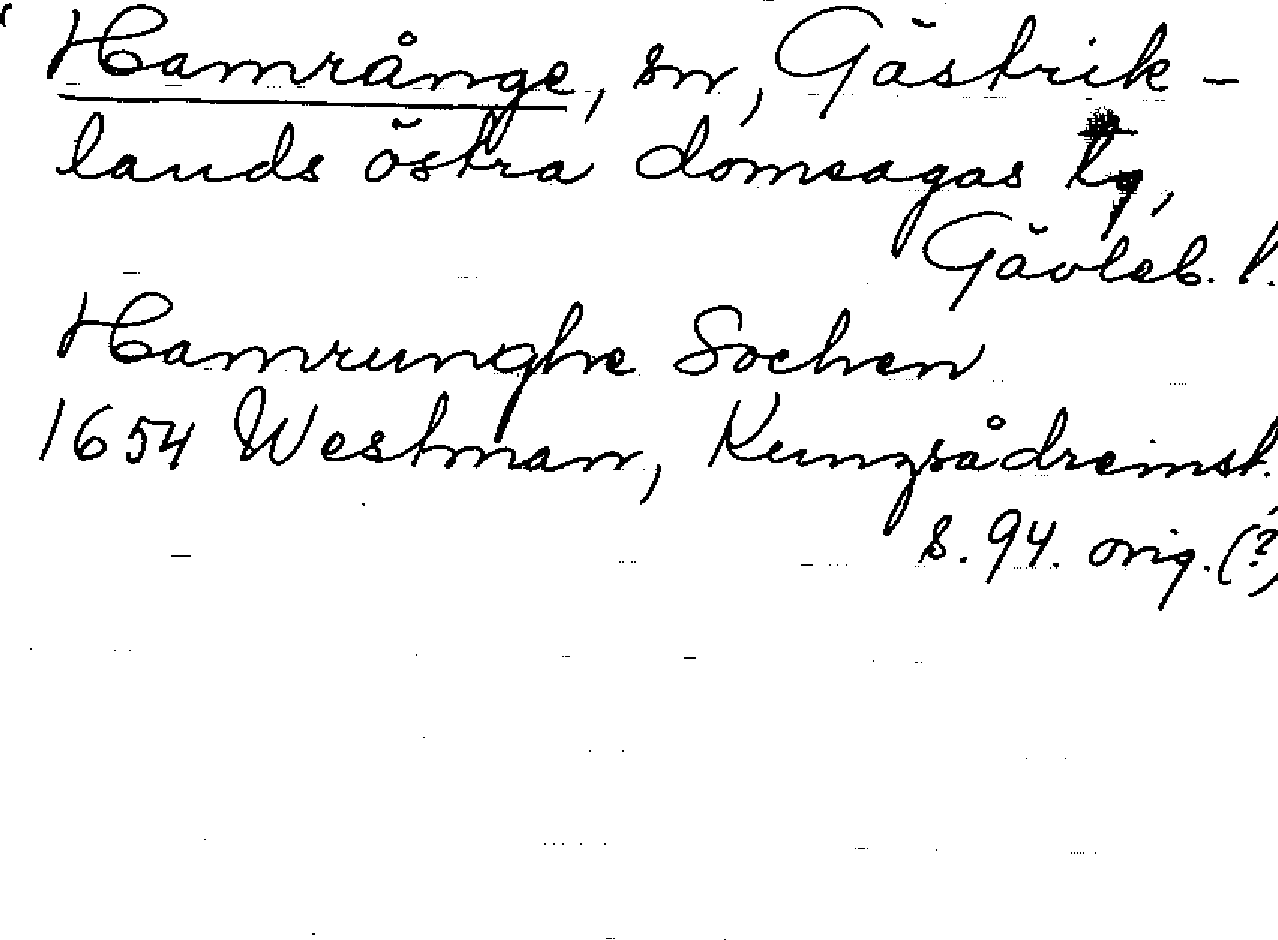 Hamrånge, sn, Gästrik-
lands östra domsagas tg,
Gävleb. l.
Hamrunghe Sochen
1654 Westman, Kungsådreinst.
s. 94. orig. (?)